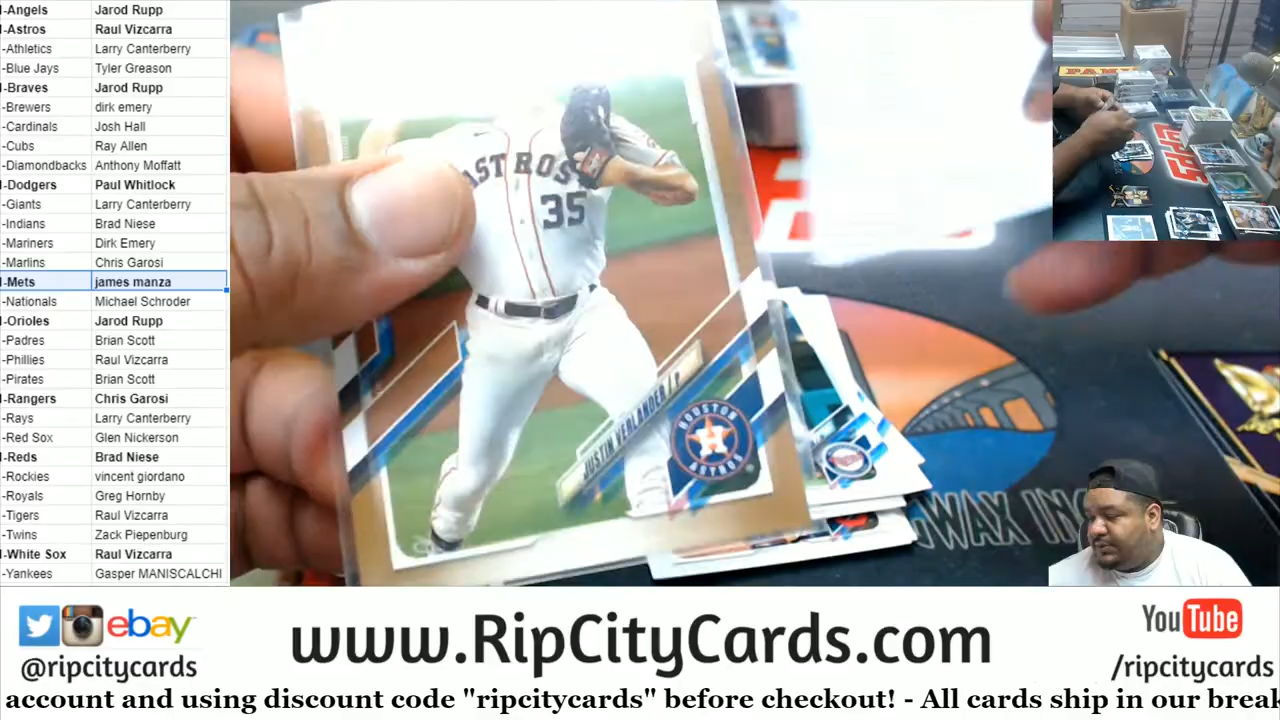 -Angels Jarod Rupp
-Astros Raul Vizcarra
-Athletics Larry Canterberry
-Blue Jays Tyler Greason
-Braves Jarod Rupp
-Brewers dirk emery
-Cardinals Josh Hall
-Cubs Ray Allen
-Diamondbacks Anthony Moffatt
-Dodgers Paul Whitlock
-Giants Larry Canterberry
-Indians Brad Niese
-Mariners Dirk Emery
-Marlins Chris Garosi
-Mets james manza
-Nationals Michael Schroder
-Orioles Jarod Rupp
-Padres Brian Scott
-Phillies Raul Vizcarra
-Pirates Brian Scott
-Rangers Chris Garosi
-Rays Larry Canterberry
-Red Sox Glen Nickerson
-Reds Brad Niese
-Rockies vincent giordano
-Royals Greg Hornby
-Tigers Raul Vizcarra
-Twins Zack Piepenburg
-White Sox Raul Vizcarra
-Yankees Gasper MANISCALCHI
ASTROS
35
JUSTIN VERLANDER / P
HOUSTON
ASTROS
TOPPS
WAX INC
ebay
@ripcitycards
www.RipCityCards.com
YouTube
/ripcitycards
account and using discount code "ripcitycards" before checkout! - All cards ship in our break